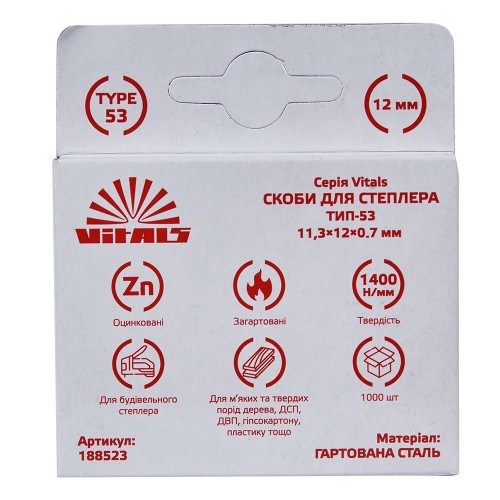 TYPE
53
12 мм
VITALS
Серія Vitals
СКОБИ ДЛЯ СТЕПЛЕРА
ТИП-53
11,3×12×0.7 мм
Zn
Оцинковані
Загартовані
1400
Н/мм
Твердість
Для будівельного
степлера
Для м'яких та твердих
порід дерева, ДСП,
ДВП, гіпсокартону,
пластику тощо
1000 шт
Артикул:
188523
Матеріал:
ГАРТОВАНА СТАЛЬ